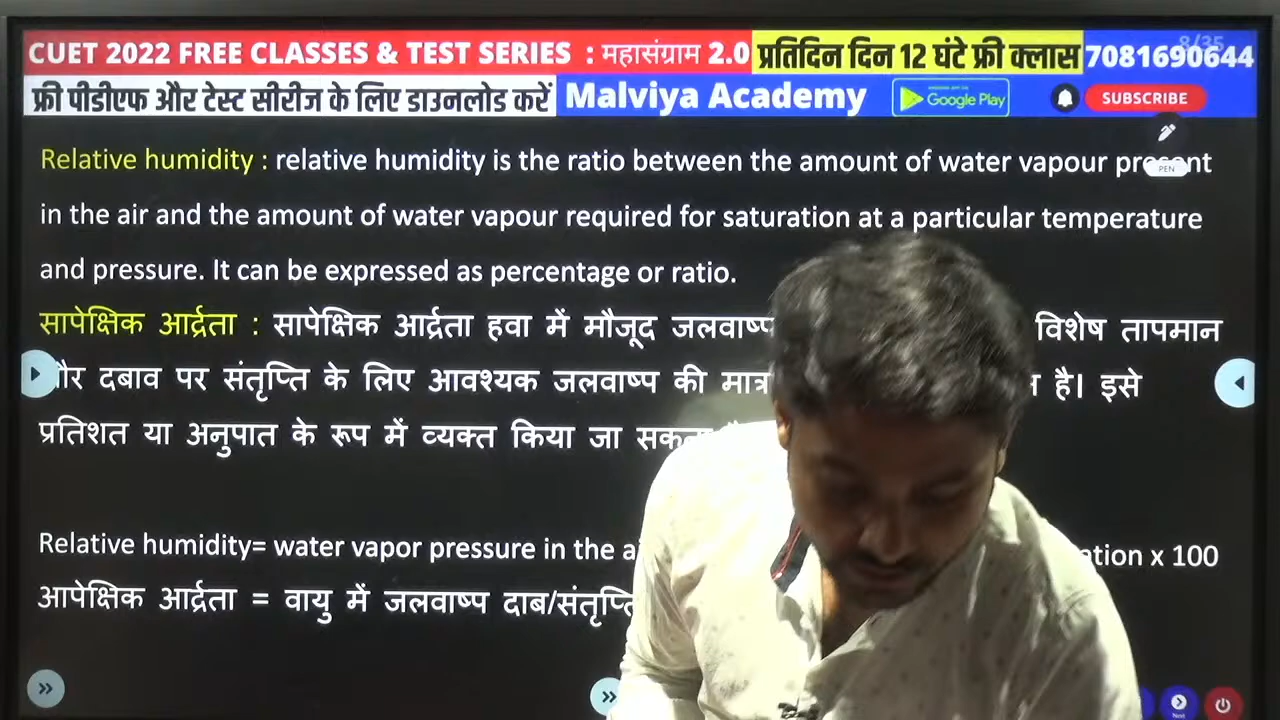 CUET 2022 FREE CLASSES & TEST SERIES : महासंग्राम 2.0 प्रतिदिन दिन 12 घंटे फ्री क्लास 7081690644
8/35
फ्री पीडीएफ और टेस्ट सीरीज के लिए डाउनलोड करें Malviya Academy Google Play SUBSCRIBE
PEN
Relative humidity : relative humidity is the ratio between the amount of water vapour present
in the air and the amount of water vapour required for saturation at a particular temperature
and pressure. It can be expressed as percentage or ratio.
सापेक्षिक आर्द्रता : सापेक्षिक आर्द्रता हवा में मौजूद जलवाष्प विशेष तापमान
और दबाव पर संतृप्ति के लिए आवश्यक जलवाष्प की है। इसे
प्रतिशत या अनुपात के रूप में व्यक्त किया जा
Relative humidity= water vapor pressure in the x 100
आपेक्षिक आर्द्रता = वायु में जलवाष्प दाब/संतृप्ति
Next